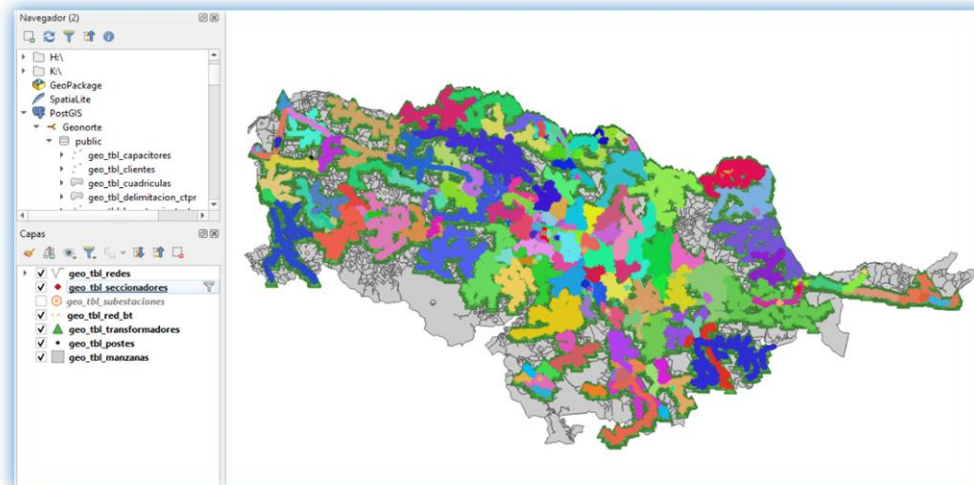 Navegador (2)
H:\
K:\
GeoPackage
SpatiaLite
PostGIS
Geonorte
public
geo_tbl_capacitores
geo_tbl_clientes
geo_tbl_cuadriculas
geo_tbl_delimitacion_ctpr
Capas
geo_tbl_redes
geo_tbl_seccionadores
geo_tbl_subestaciones
geo_tbl_red_bt
geo_tbl_transformadores
geo_tbl_postes
geo_tbl_manzanas